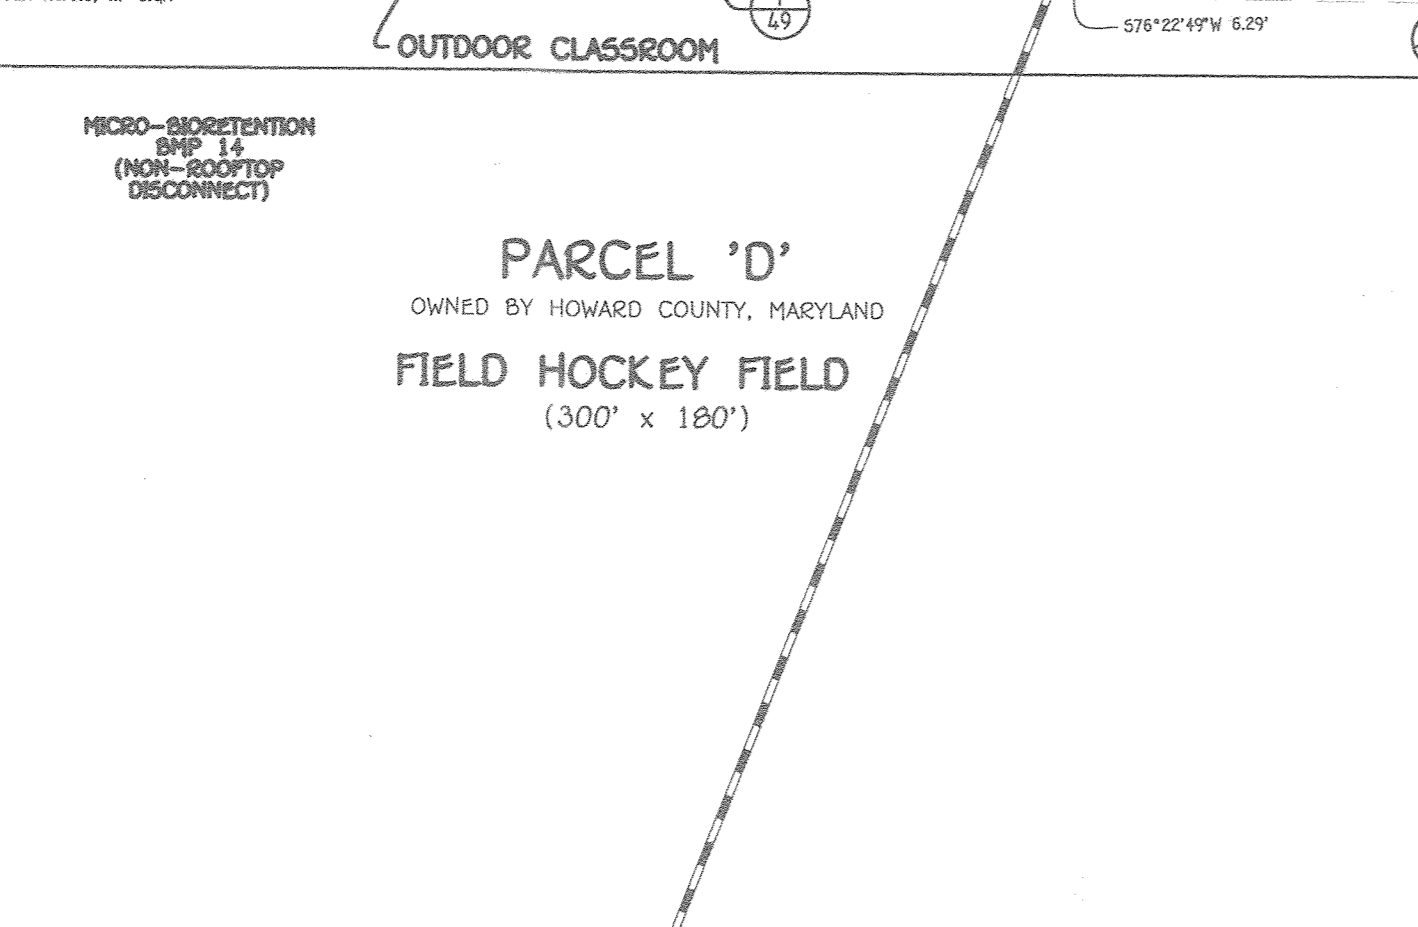 49
S76°22'49"W 6.29'
OUTDOOR CLASSROOM
MICRO-BIORETENTION
BMP 14
(NON-ROOFTOP
DISCONNECT)
PARCEL 'D'
OWNED BY HOWARD COUNTY, MARYLAND
FIELD HOCKEY FIELD
(300' x 180')